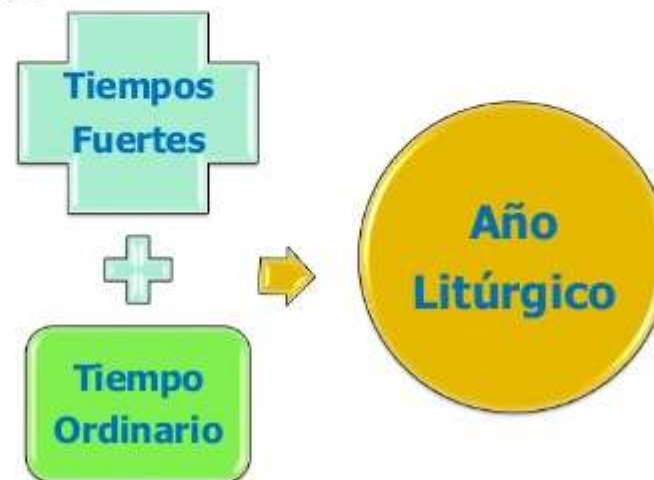 Tiempos
Fuertes
Tiempo
Ordinario
Año
Litúrgico